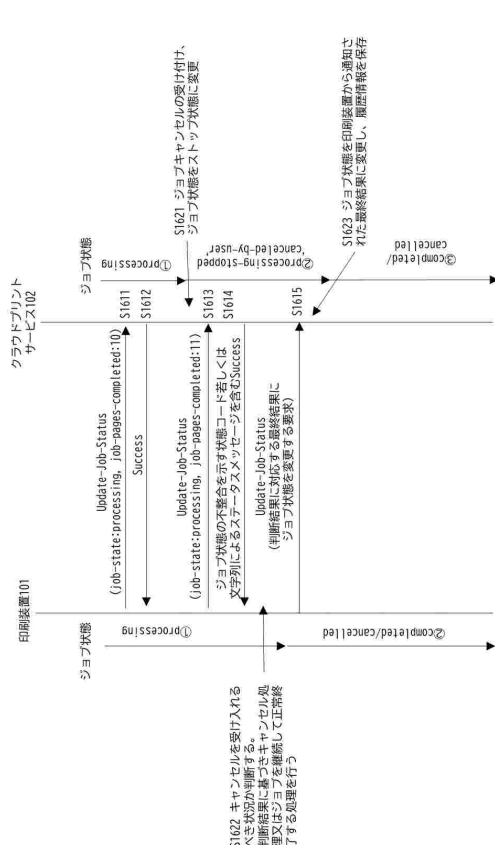 クラウドプリント
サービス102
印刷装置101
ジョブ状態
ジョブ状態
①processing
①processing
Update-Job-Status
(job-state:processing, job-pages-completed:10)
S1611
Success
S1612
S1621 ジョブキャンセルの受け付け、
ジョブ状態をストップ状態に変更
②processing-stopped
'canceled-by-user'
Update-Job-Status
(job-state:processing, job-pages-completed:11)
S1613
ジョブ状態の不整合を示す状態コード若しくは
文字列によるステータスメッセージを含むSuccess
S1614
S1622 キャンセルを受け入れる
べき状況か判断する。
判断結果に基づきキャンセル処
理又はジョブを継続して正常終
了する処理を行う
②completed/cancelled
Update-Job-Status
(判断結果に対応する最終結果に
ジョブ状態を変更する要求)
S1615
S1623 ジョブ状態を印刷装置から通知さ
れた最終結果に変更し、履歴情報を保存
③completed/
cancelled